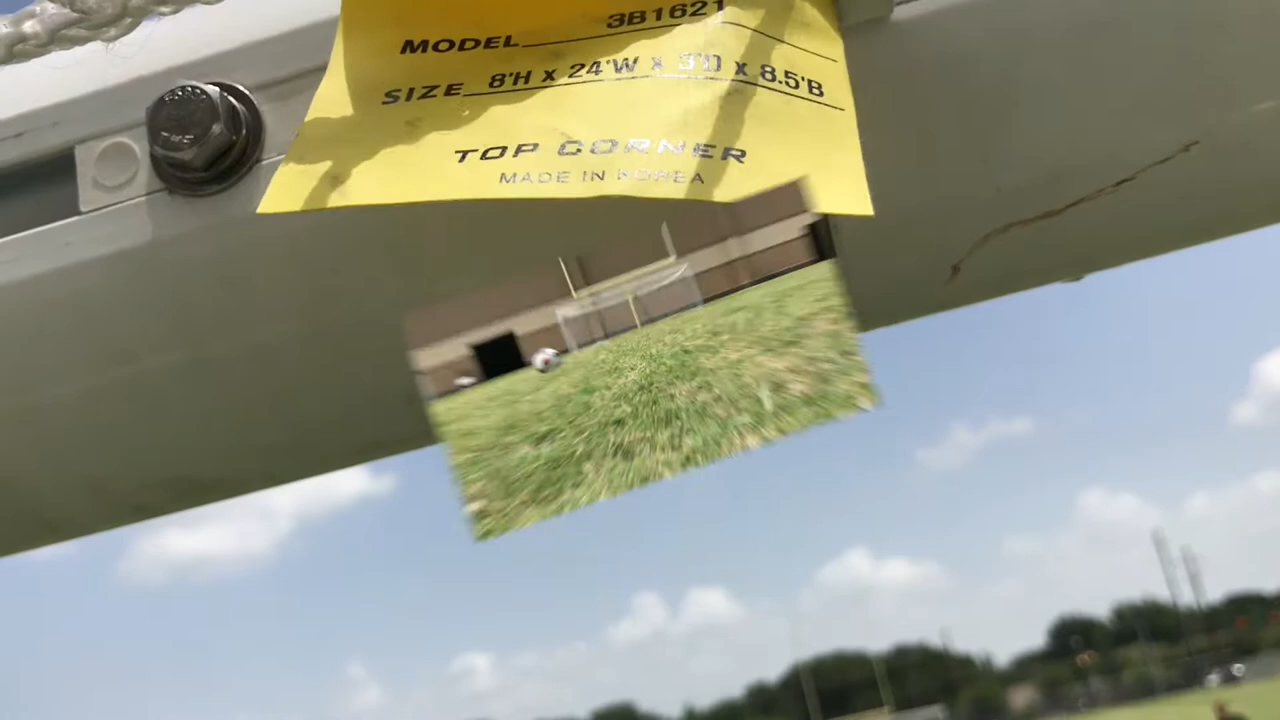 MODEL 3B1621
SIZE 8'H x 24'W x 3'D x 8.5'B
TOP CORNER
MADE IN KOREA